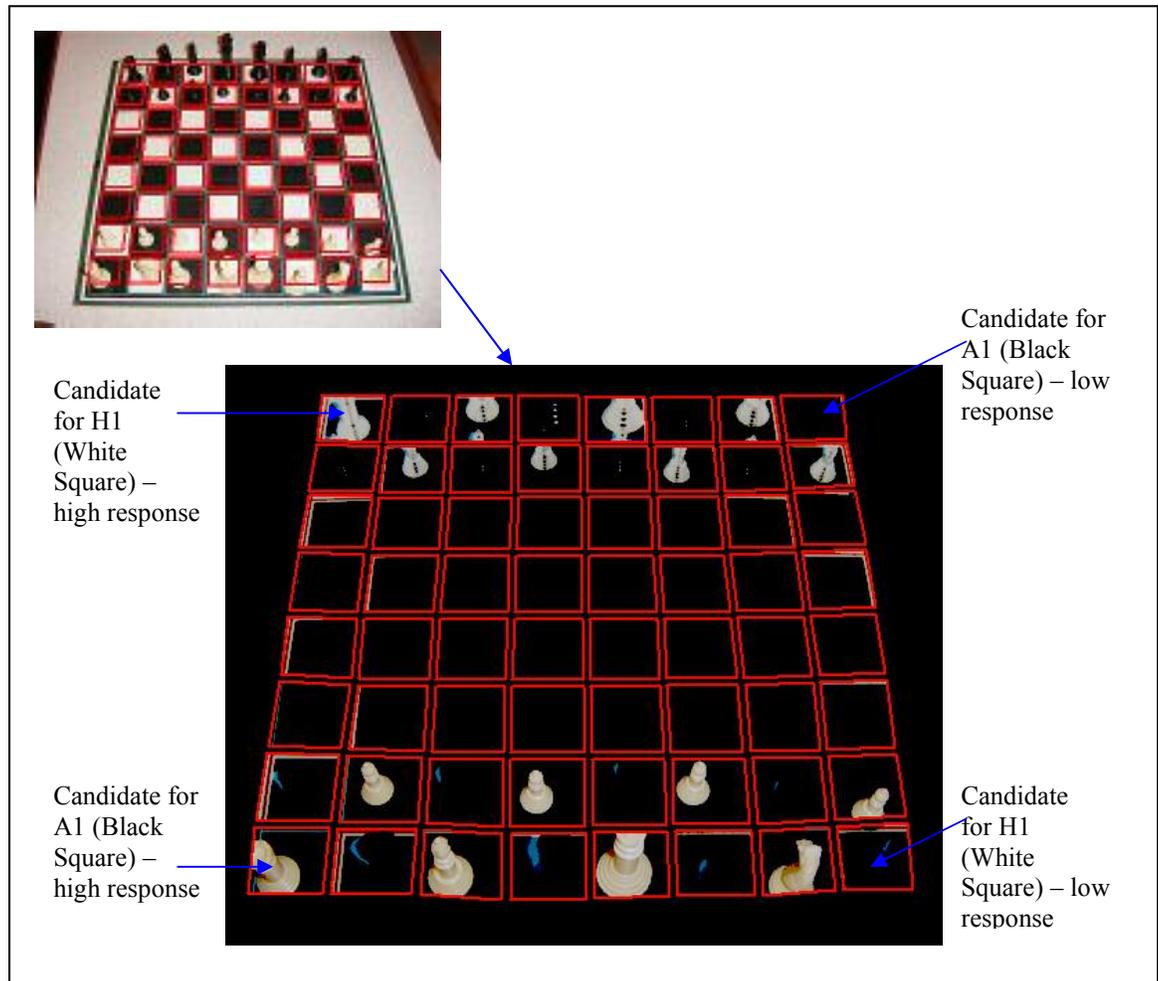 Candidate for
A1 (Black
Square) – low
response
Candidate
for H1
(White
Square) –
high response
Candidate for
A1 (Black
Square) –
high response
Candidate
for H1
(White
Square) – low
response